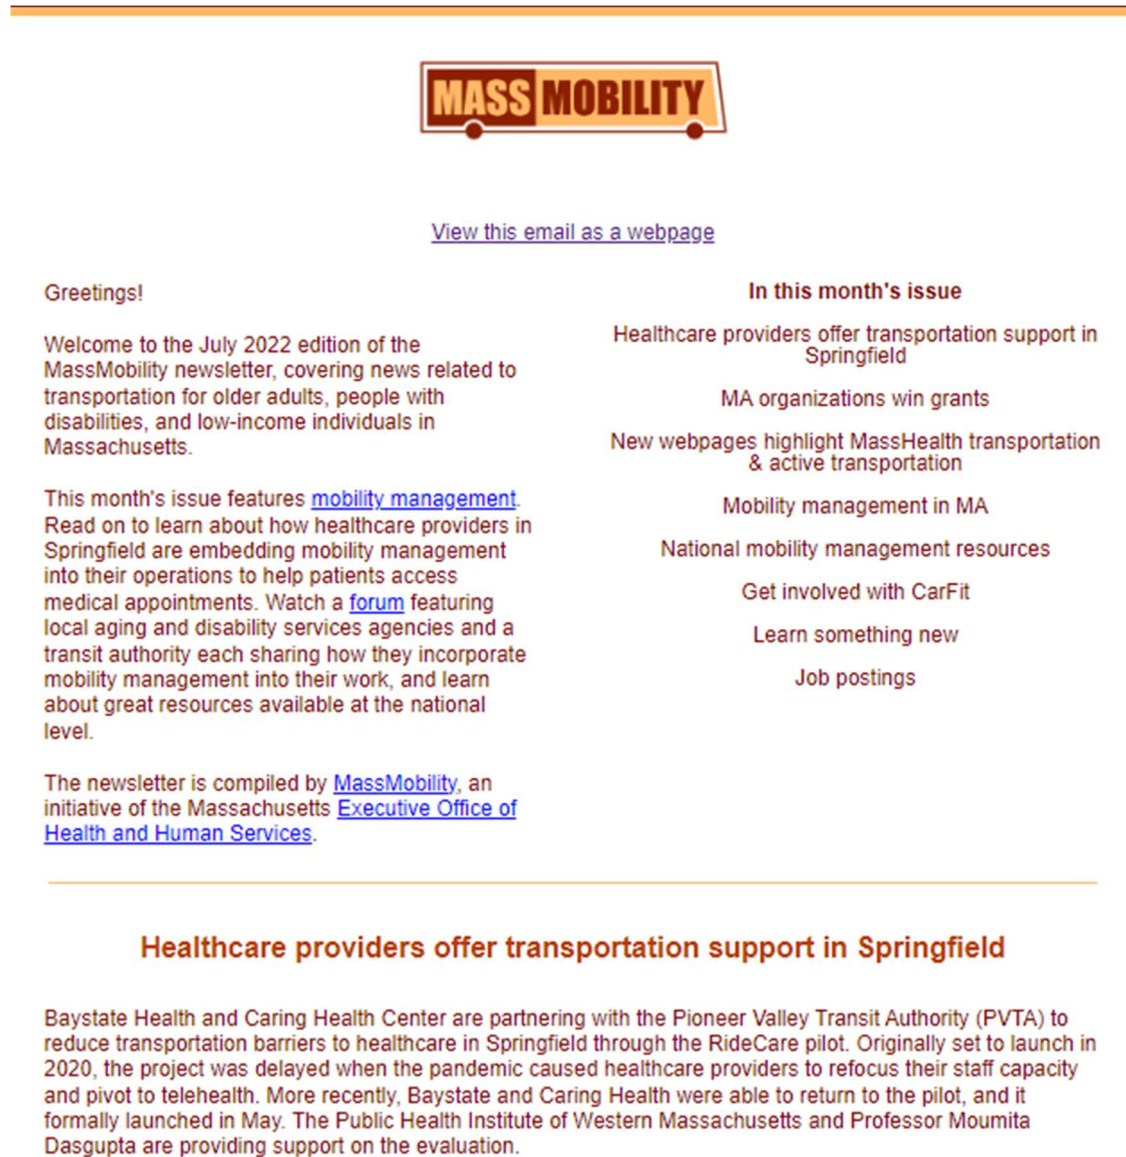 MASS MOBILITY
View this email as a webpage
Greetings!
Welcome to the July 2022 edition of the
MassMobility newsletter, covering news related to
transportation for older adults, people with
disabilities, and low-income individuals in
Massachusetts.
This month's issue features mobility management.
Read on to learn about how healthcare providers in
Springfield are embedding mobility management
into their operations to help patients access
medical appointments. Watch a forum featuring
local aging and disability services agencies and a
transit authority each sharing how they incorporate
mobility management into their work, and learn
about great resources available at the national
level.
The newsletter is compiled by MassMobility, an
initiative of the Massachusetts Executive Office of
Health and Human Services.
In this month's issue
Healthcare providers offer transportation support in
Springfield
MA organizations win grants
New webpages highlight MassHealth transportation
& active transportation
Mobility management in MA
National mobility management resources
Get involved with CarFit
Learn something new
Job postings
Healthcare providers offer transportation support in Springfield
Baystate Health and Caring Health Center are partnering with the Pioneer Valley Transit Authority (PVTA) to
reduce transportation barriers to healthcare in Springfield through the RideCare pilot. Originally set to launch in
2020, the project was delayed when the pandemic caused healthcare providers to refocus their staff capacity
and pivot to telehealth. More recently, Baystate and Caring Health were able to return to the pilot, and it
formally launched in May. The Public Health Institute of Western Massachusetts and Professor Moumita
Dasgupta are providing support on the evaluation.